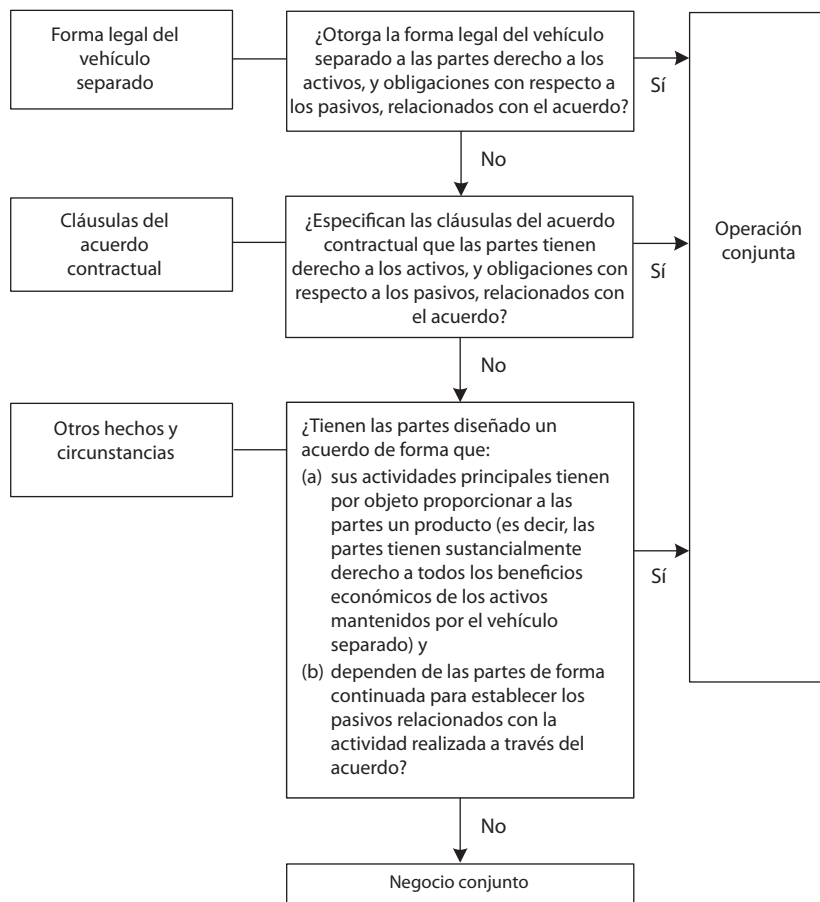 Forma legal del
vehículo
separado
¿Otorga la forma legal del vehículo
separado a las partes derecho a los
activos, y obligaciones con respecto a
los pasivos, relacionados con el acuerdo?
Sí
No
Cláusulas del
acuerdo
contractual
¿Especifican las cláusulas del acuerdo
contractual que las partes tienen
derecho a los activos, y obligaciones con
respecto a los pasivos, relacionados con
el acuerdo?
Sí
Operación
conjunta
No
Otros hechos y
circunstancias
¿Tienen las partes diseñado un
acuerdo de forma que:
(a) sus actividades principales tienen
por objeto proporcionar a las
partes un producto (es decir, las
partes tienen sustancialmente
derecho a todos los beneficios
económicos de los activos
mantenidos por el vehículo
separado) y
(b) dependen de las partes de forma
continuada para establecer los
pasivos relacionados con la
actividad realizada a través del
acuerdo?
Sí
No
Negocio conjunto